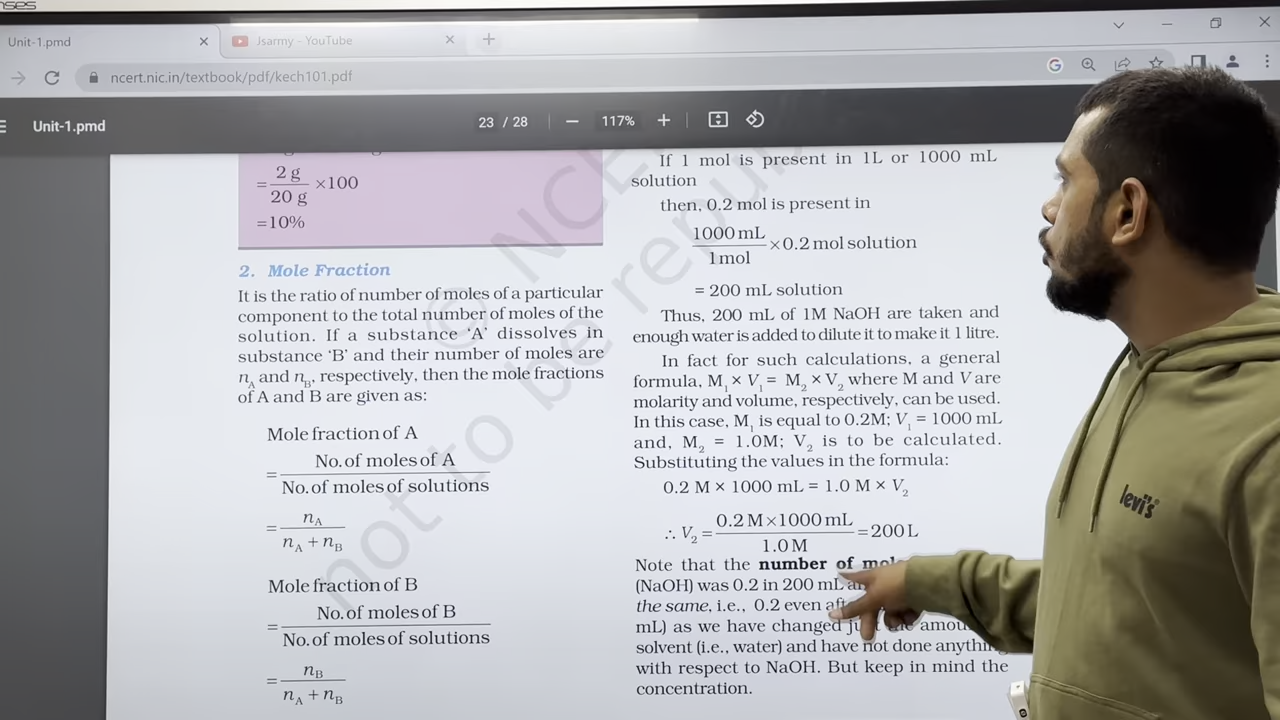 nses
Unit-1.pmd
Jsarmy - YouTube
ncert.nic.in/textbook/pdf/kech101.pdf
Unit-1.pmd
23 / 28
117%
= 2 g / 20 g ×100
=10%
2. Mole Fraction
It is the ratio of number of moles of a particular
component to the total number of moles of the
solution. If a substance ‘A’ dissolves in
substance ‘B’ and their number of moles are
nA and nB, respectively, then the mole fractions
of A and B are given as:
Mole fraction of A
= No. of moles of A / No. of moles of solutions
= nA / nA + nB
Mole fraction of B
= No. of moles of B / No. of moles of solutions
= nB / nA + nB
If 1 mol is present in 1L or 1000 mL
solution
then, 0.2 mol is present in
1000 mL / 1 mol × 0.2 mol solution
= 200 mL solution
Thus, 200 mL of 1M NaOH are taken and
enough water is added to dilute it to make it 1 litre.
In fact for such calculations, a general
formula, M1 × V1 = M2 × V2 where M and V are
molarity and volume, respectively, can be used.
In this case, M1 is equal to 0.2M; V1 = 1000 mL
and, M2 = 1.0M; V2 is to be calculated.
Substituting the values in the formula:
0.2 M × 1000 mL = 1.0 M × V2
∴ V2 = 0.2 M × 1000 mL / 1.0 M = 200 L
Note that the number of
(NaOH) was 0.2 in 200 mL
the same, i.e., 0.2 even
mL) as we have changed just the
solvent (i.e., water) and have not done anything
with respect to NaOH. But keep in mind the
concentration.
© NCE
not to be
levi's